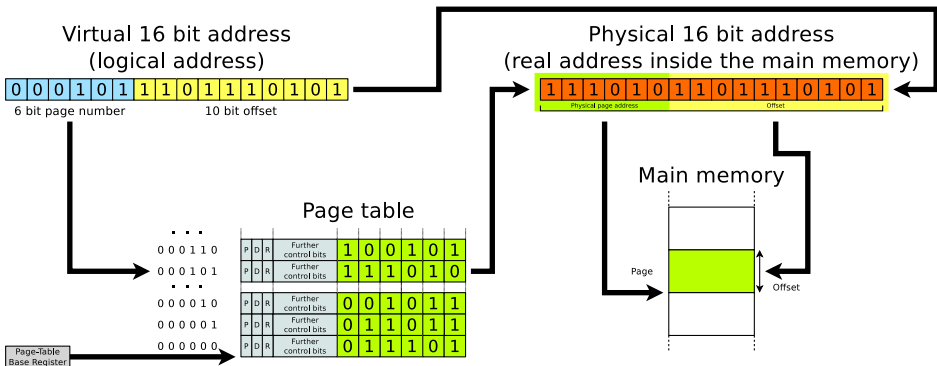 Virtual 16 bit address
(logical address)
0 0 0 1 0 1 1 1 0 1 1 1 0 1 0 1
6 bit page number
10 bit offset
Physical 16 bit address
(real address inside the main memory)
1 1 1 0 1 0 1 1 0 1 1 1 0 1 0 1
Physical page address
Offset
Main memory
Page
Offset
Page table
...
0 0 0 1 1 0
P D R Further control bits 1 0 0 1 0 1
0 0 0 1 0 1
P D R Further control bits 1 1 1 0 1 0
...
0 0 0 0 1 0
P D R Further control bits 0 0 1 0 1 1
0 0 0 0 0 1
P D R Further control bits 0 1 1 0 1 1
0 0 0 0 0 0
P D R Further control bits 0 1 1 1 0 1
Page-Table
Base Register